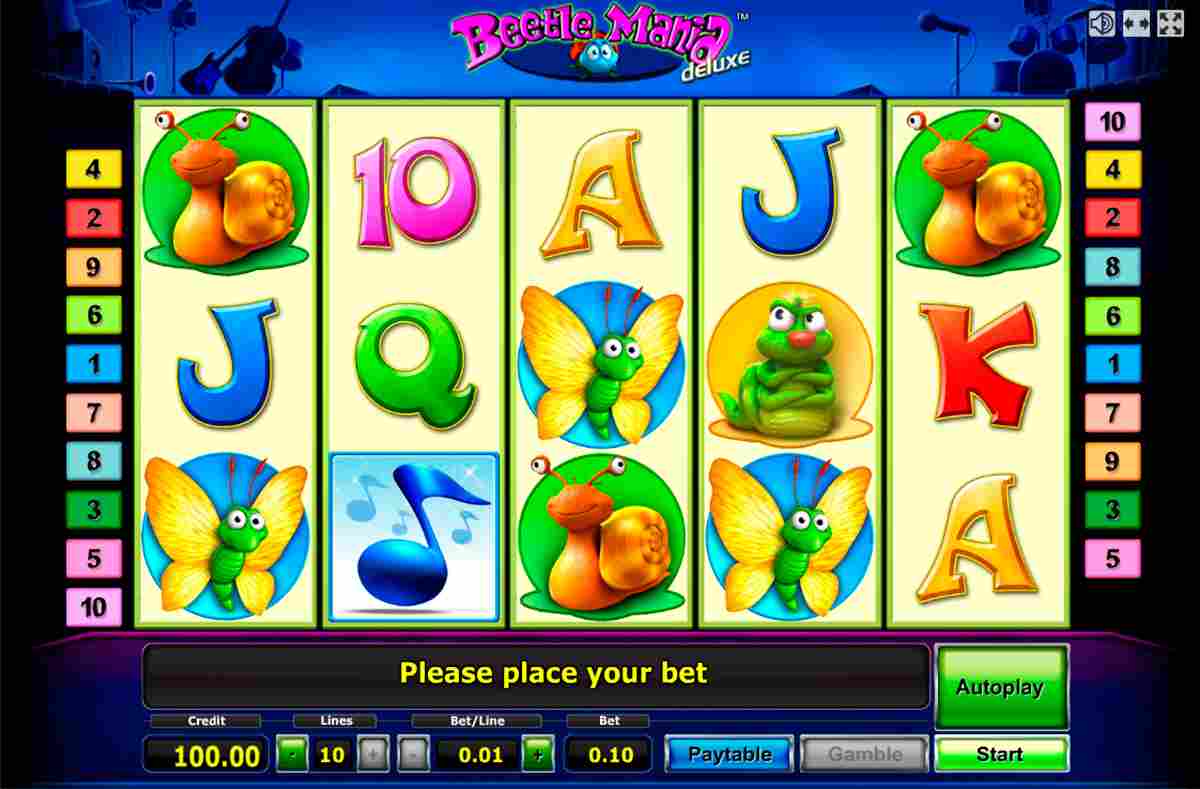 Beetle Mania™
deluxe
10
4 4
2 2
9 8
6 6
1 1
7 7
8 9
3 3
5 5
10
10 A J
J Q K
A
Please place your bet
Autoplay
Credit Lines Bet/Line Bet
100.00 - 10 + - 0.01 + 0.10 Paytable Gamble Start